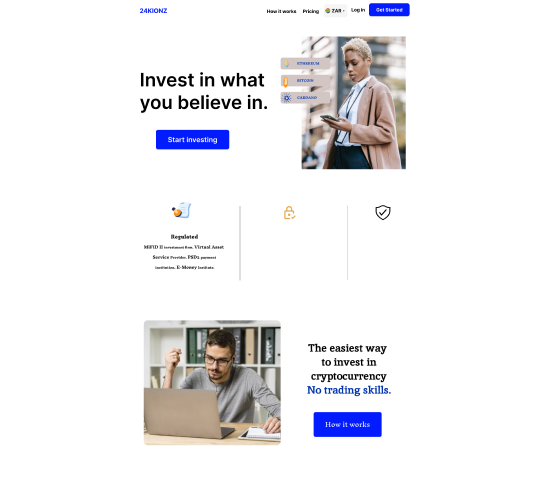 24KIONZ
How it works Pricing ZAR Log in Get Started
ETHEREUM
BITCOIN
CARDANO
Invest in what
you believe in.
Start investing
Regulated
MiFID II investment firm, Virtual Asset
Service Provider, PSD2 payment
institution, E-Money Institute
The easiest way
to invest in
cryptocurrency
No trading skills.
How it works